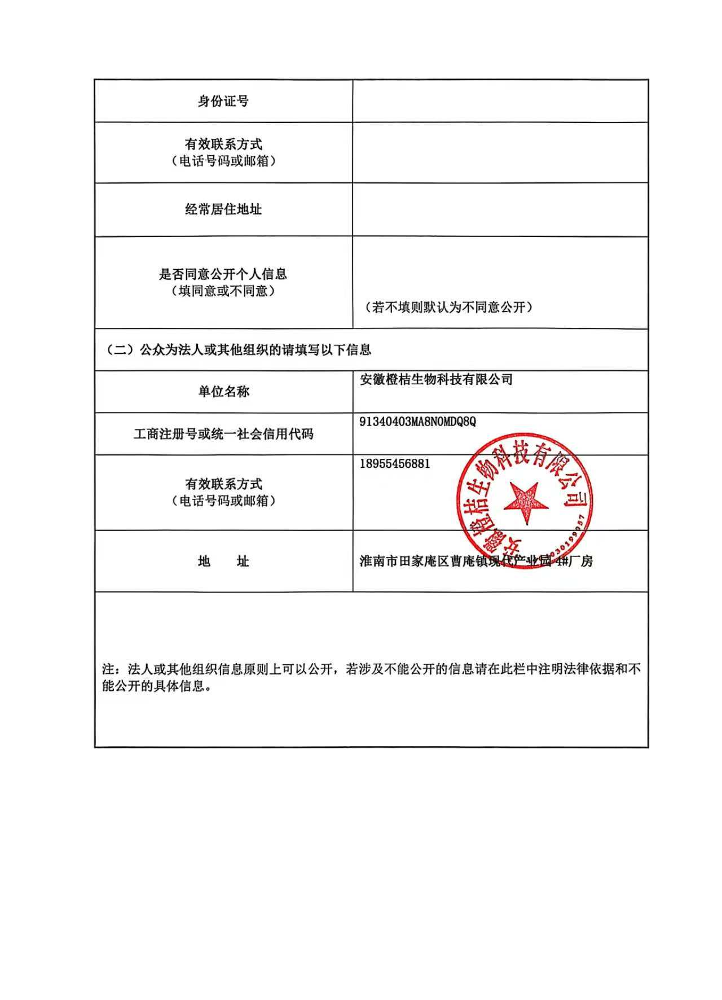 身份证号
有效联系方式
（电话号码或邮箱）
经常居住地址
是否同意公开个人信息
（填同意或不同意）
（若不填则默认为不同意公开）
（二）公众为法人或其他组织的请填写以下信息
单位名称
安徽橙桔生物科技有限公司
工商注册号或统一社会信用代码
91340403MA8N0MDQ8Q
有效联系方式
（电话号码或邮箱）
18955456881
安徽橙桔生物科技有限公司
地　　址
淮南市田家庵区曹庵镇现代产业园 4#厂房
注：法人或其他组织信息原则上可以公开，若涉及不能公开的信息请在此栏中注明法律依据和不
能公开的具体信息。